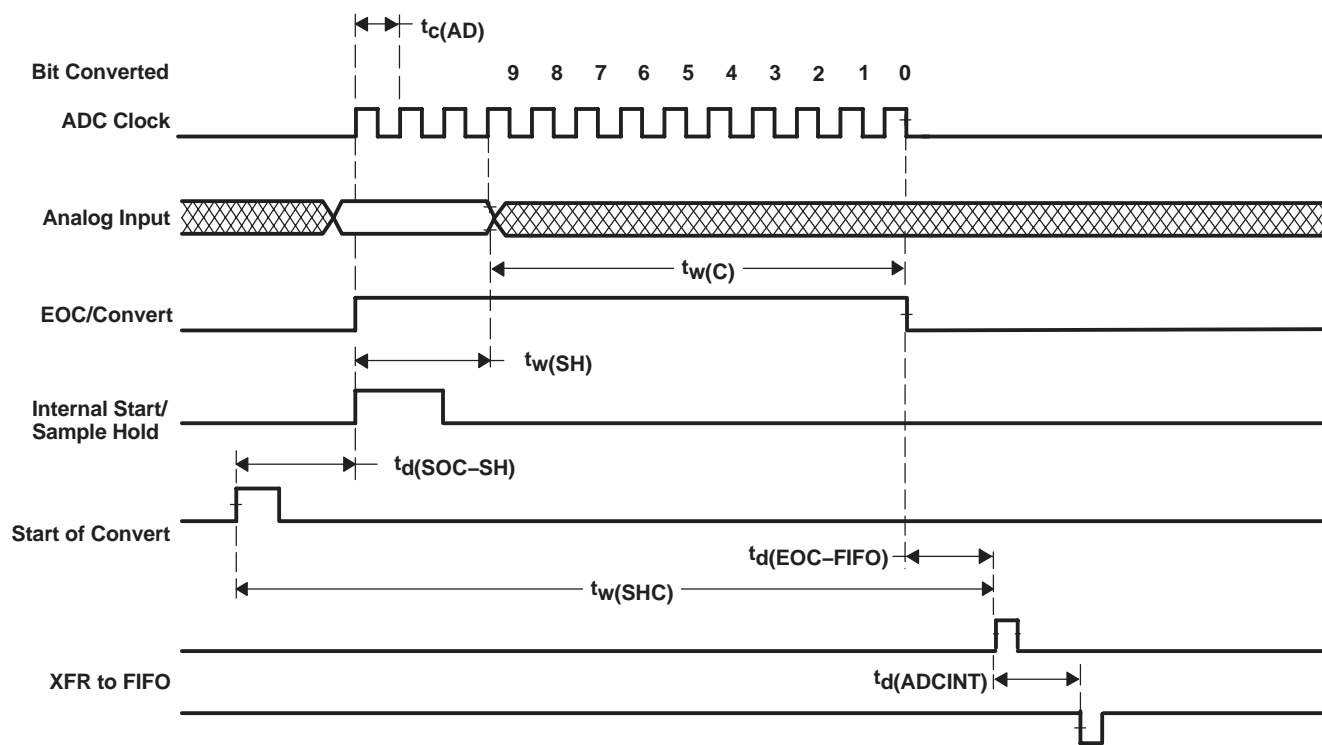 tc(AD)
Bit Converted
9 8 7 6 5 4 3 2 1 0
ADC Clock
Analog Input
tw(C)
EOC/Convert
tw(SH)
Internal Start/
Sample Hold
td(SOC–SH)
Start of Convert
td(EOC–FIFO)
tw(SHC)
XFR to FIFO
td(ADCINT)